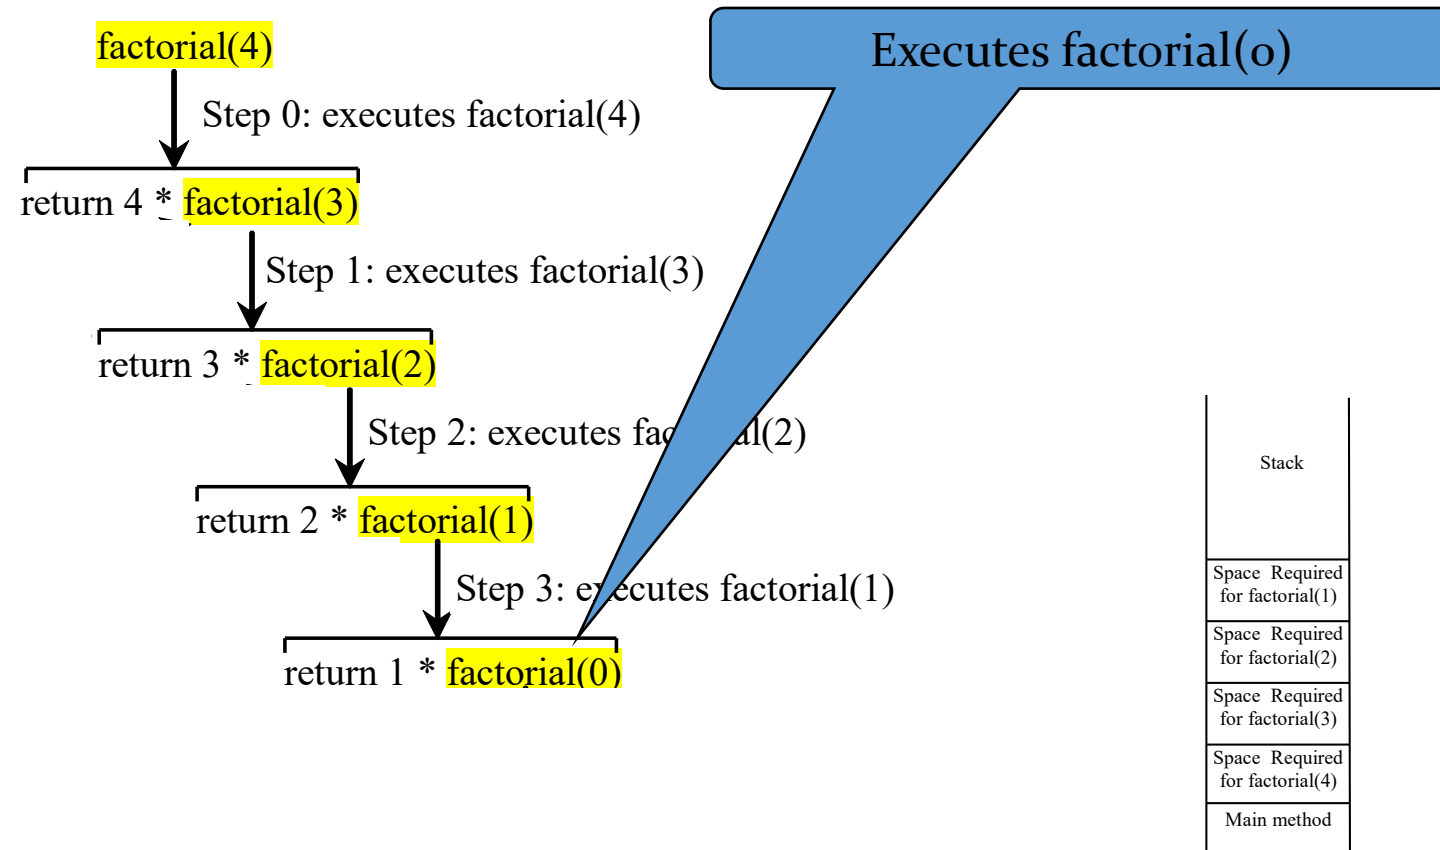 factorial(4)
Executes factorial(0)
Step 0: executes factorial(4)
return 4 * factorial(3)
Step 1: executes factorial(3)
return 3 * factorial(2)
Step 2: executes fac al(2)
return 2 * factorial(1)
Step 3: executes factorial(1)
return 1 * factorial(0)
Stack
Space Required
for factorial(1)
Space Required
for factorial(2)
Space Required
for factorial(3)
Space Required
for factorial(4)
Main method